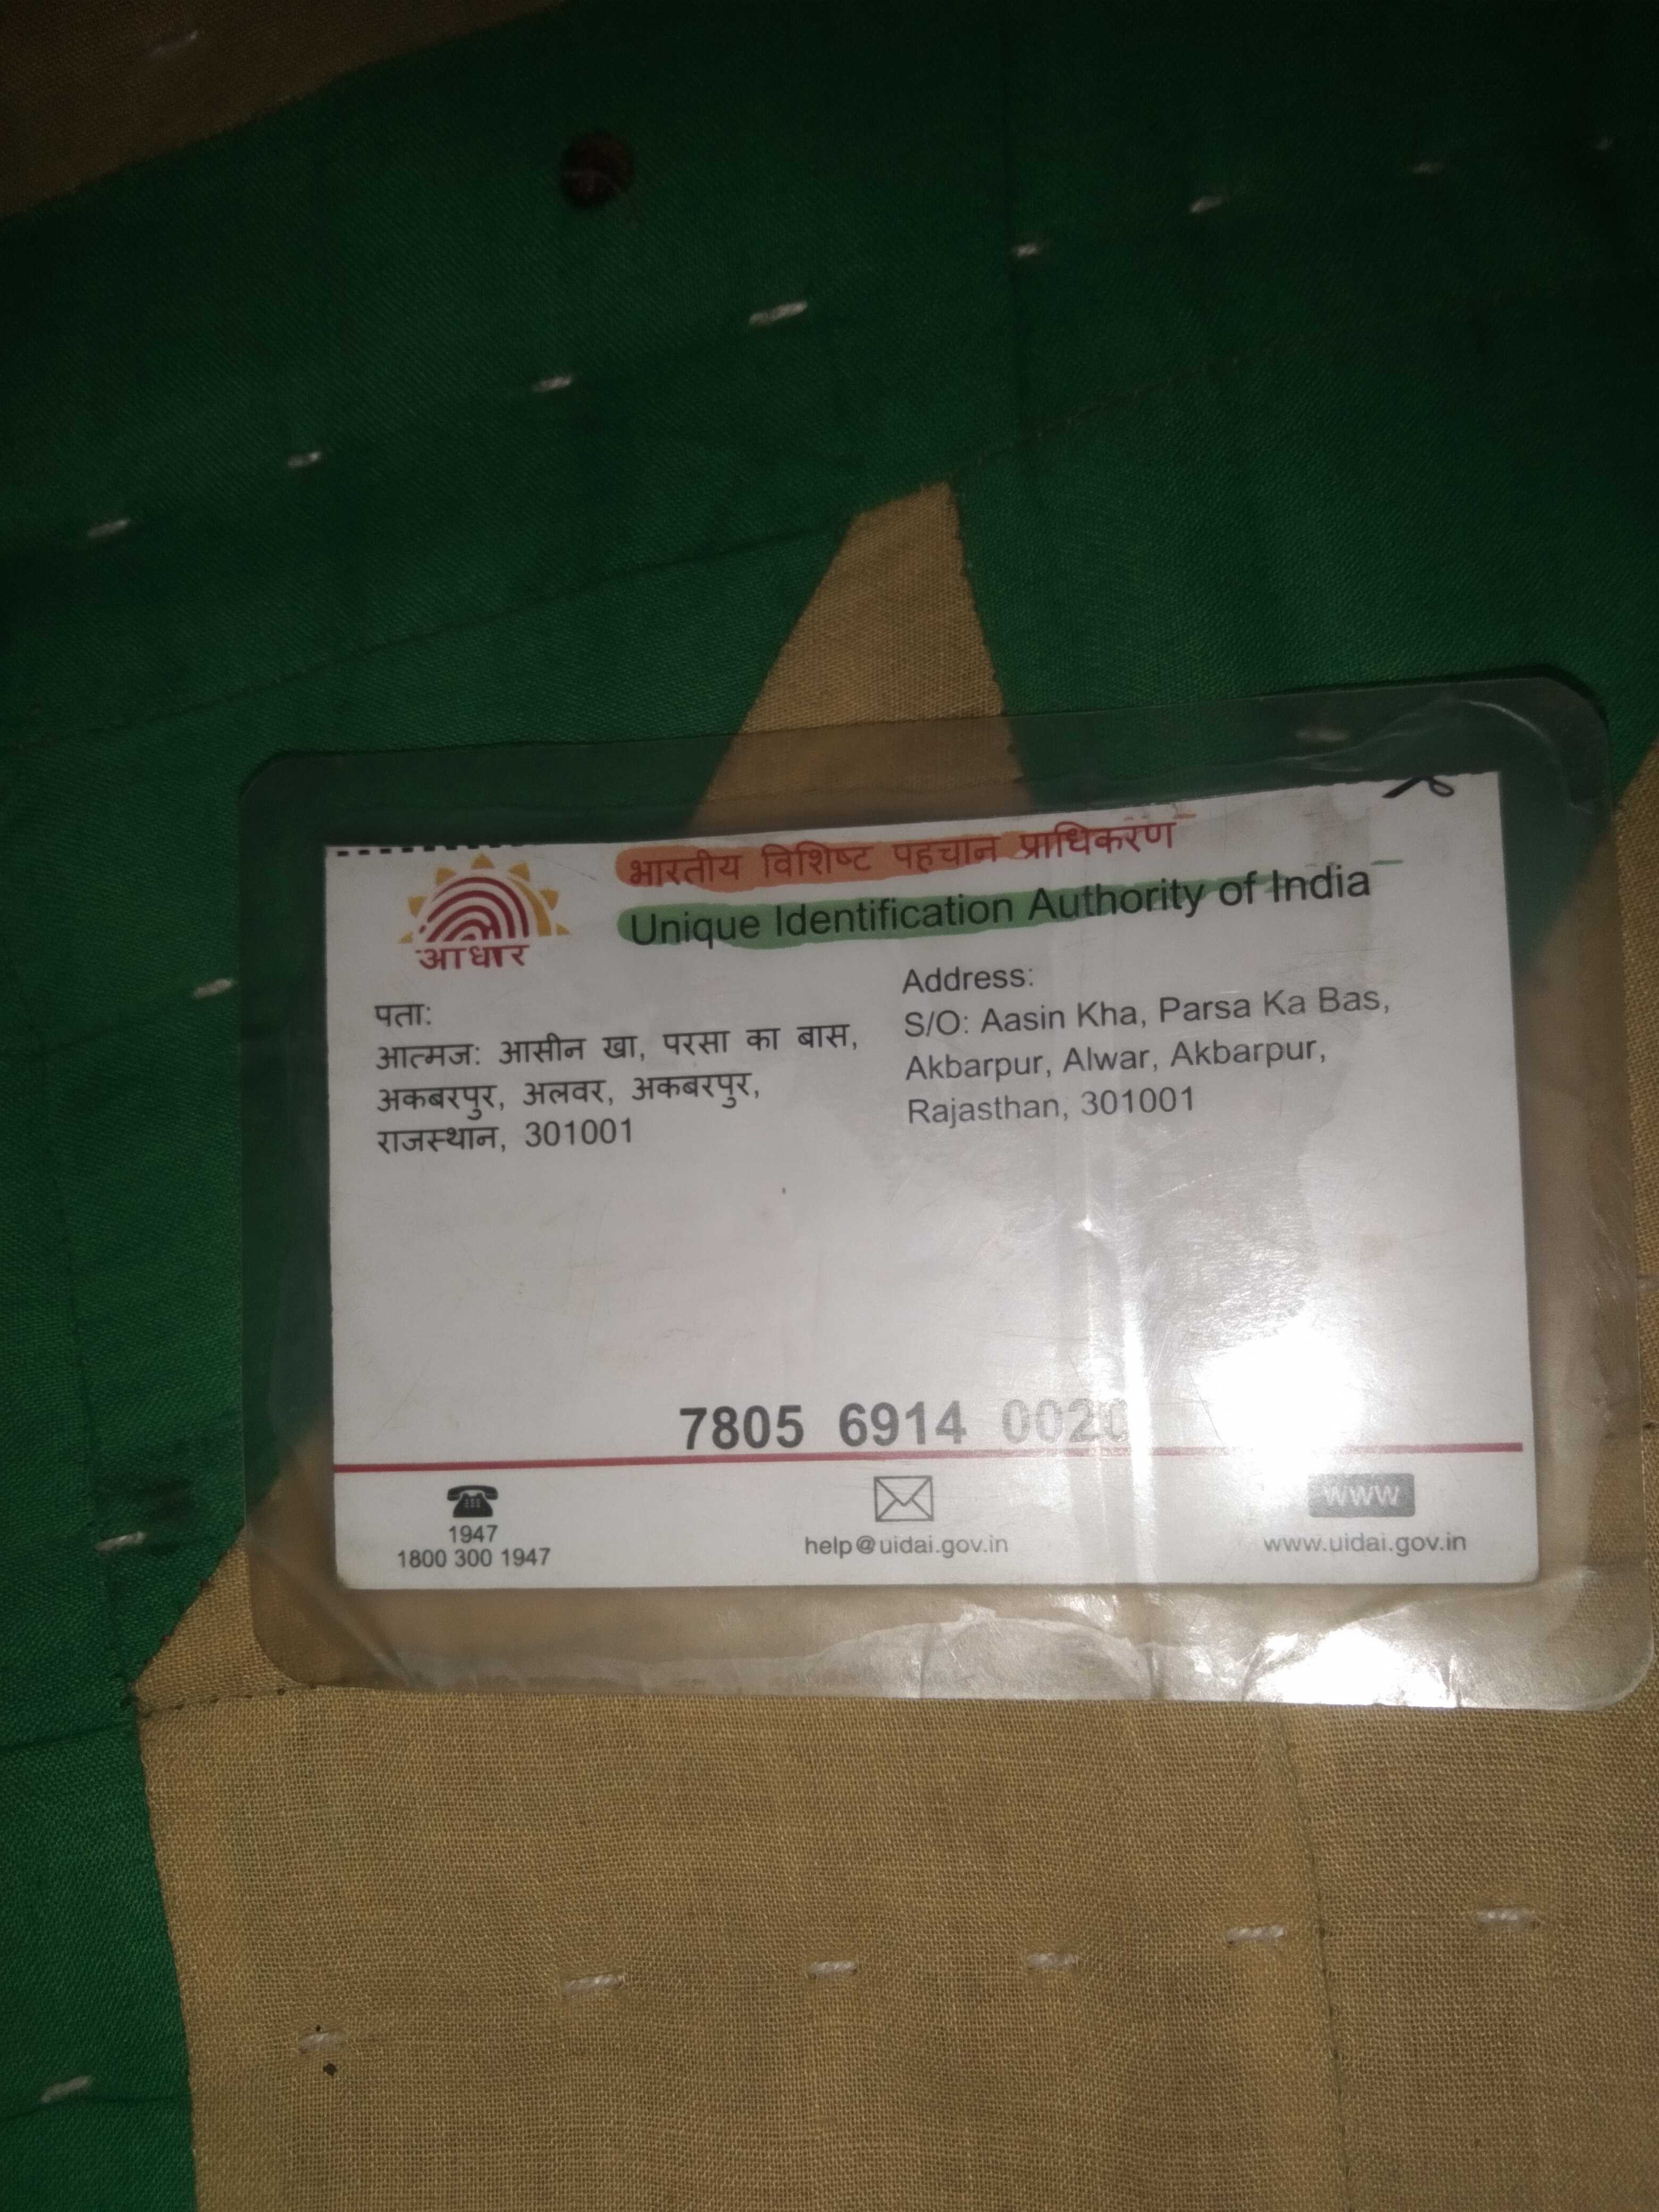 भारतीय विशिष्ट पहचान प्राधिकरण
Unique Identification Authority of India
आधार
पता:
आत्मज: आसीन खा, परसा का बास,
अकबरपुर, अलवर, अकबरपुर,
राजस्थान, 301001
Address:
S/O: Aasin Kha, Parsa Ka Bas,
Akbarpur, Alwar, Akbarpur,
Rajasthan, 301001
7805 6914 0020
1947
1800 300 1947
help@uidai.gov.in
www
www.uidai.gov.in